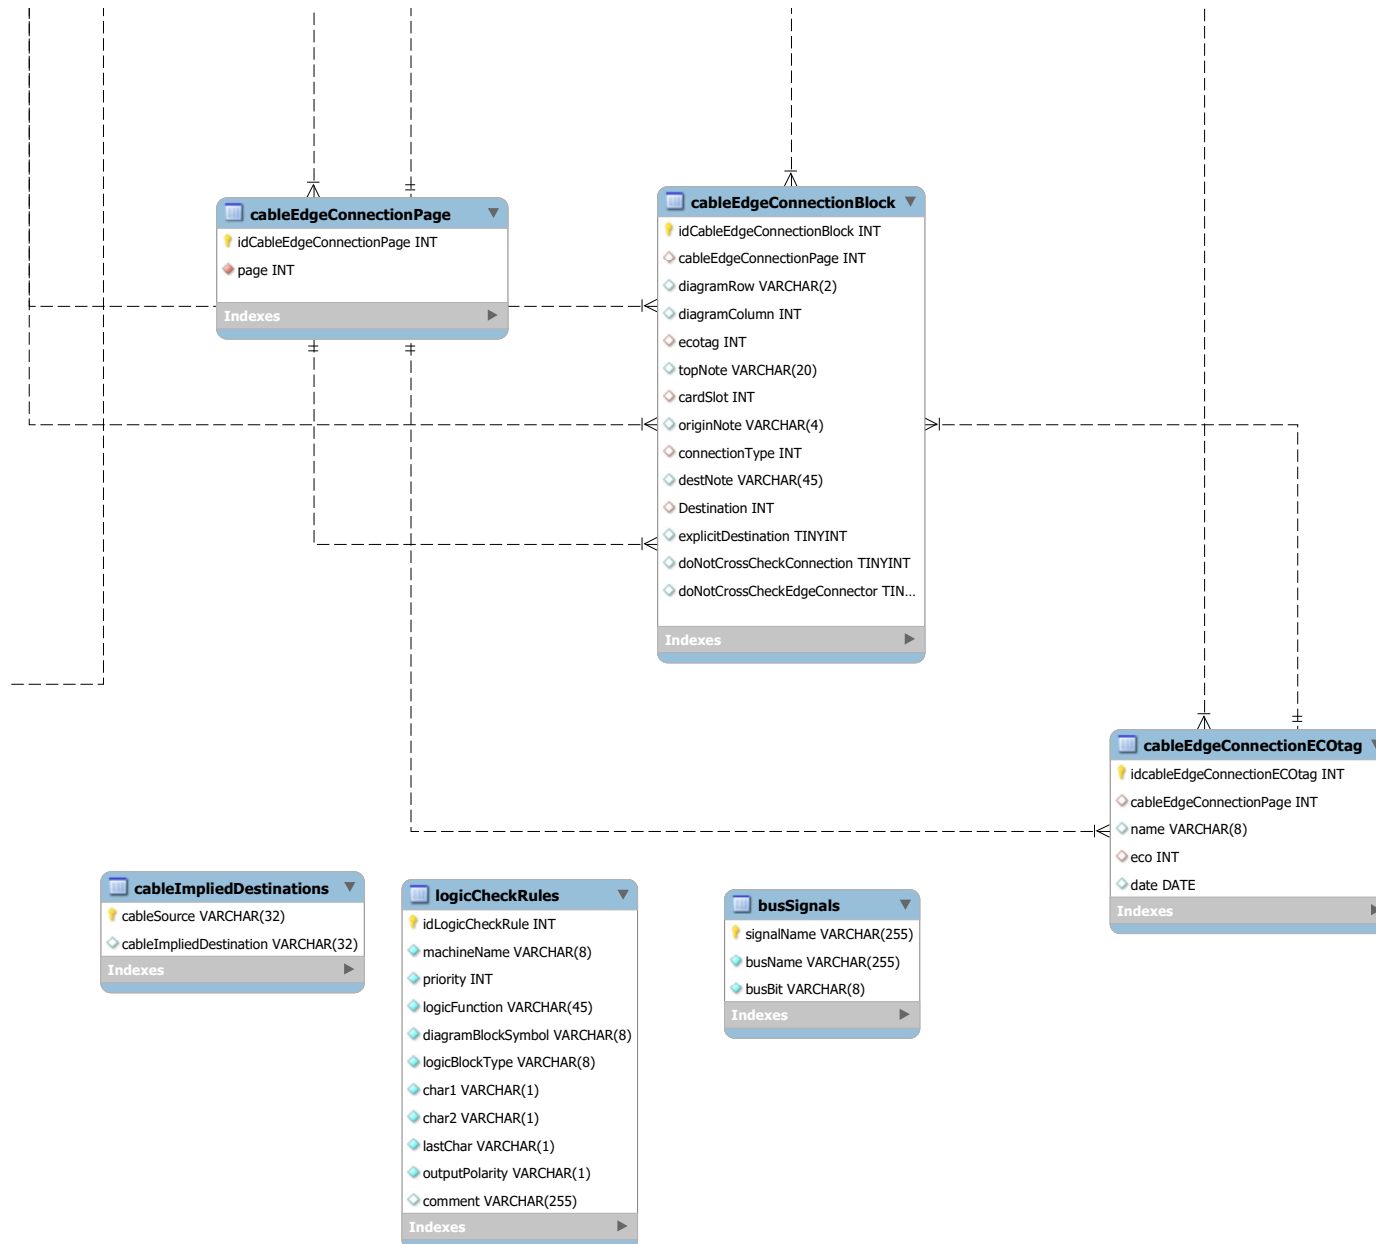 cableEdgeConnectionPage
idCableEdgeConnectionPage INT
page INT
Indexes
cableEdgeConnectionBlock
idCableEdgeConnectionBlock INT
cableEdgeConnectionPage INT
diagramRow VARCHAR(2)
diagramColumn INT
ecotag INT
topNote VARCHAR(20)
cardSlot INT
originNote VARCHAR(4)
connectionType INT
destNote VARCHAR(45)
Destination INT
explicitDestination TINYINT
doNotCrossCheckConnection TINYINT
doNotCrossCheckEdgeConnector TIN...
Indexes
cableEdgeConnectionECOtag
idcableEdgeConnectionECOtag INT
cableEdgeConnectionPage INT
name VARCHAR(8)
eco INT
date DATE
Indexes
cableImpliedDestinations
cableSource VARCHAR(32)
cableImpliedDestination VARCHAR(32)
Indexes
logicCheckRules
idLogicCheckRule INT
machineName VARCHAR(8)
priority INT
logicFunction VARCHAR(45)
diagramBlockSymbol VARCHAR(8)
logicBlockType VARCHAR(8)
char1 VARCHAR(1)
char2 VARCHAR(1)
lastChar VARCHAR(1)
outputPolarity VARCHAR(1)
comment VARCHAR(255)
Indexes
busSignals
signalName VARCHAR(255)
busName VARCHAR(255)
busBit VARCHAR(8)
Indexes